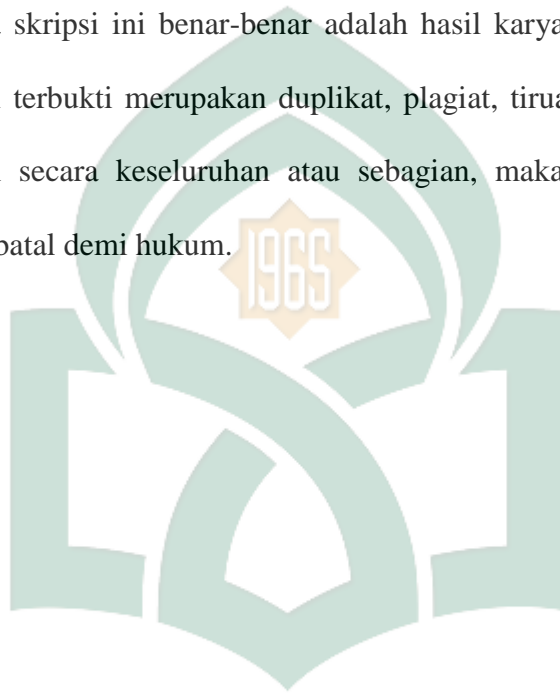 skripsi ini benar-benar adalah hasil karya
terbukti merupakan duplikat, plagiat,
secara keseluruhan atau sebagian, maka
batal demi hukum.
1965